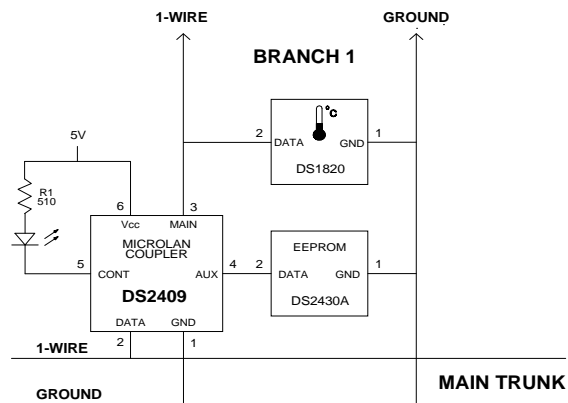 1-WIRE
GROUND
BRANCH 1
°C
5V
2
DATA
GND
1
DS1820
R1
510
6
3
Vcc
MAIN
MICROLAN
COUPLER
EEPROM
5
CONT
AUX
4
2
DATA
GND
1
DS2409
DS2430A
DATA
GND
1-WIRE
2
1
MAIN TRUNK
GROUND